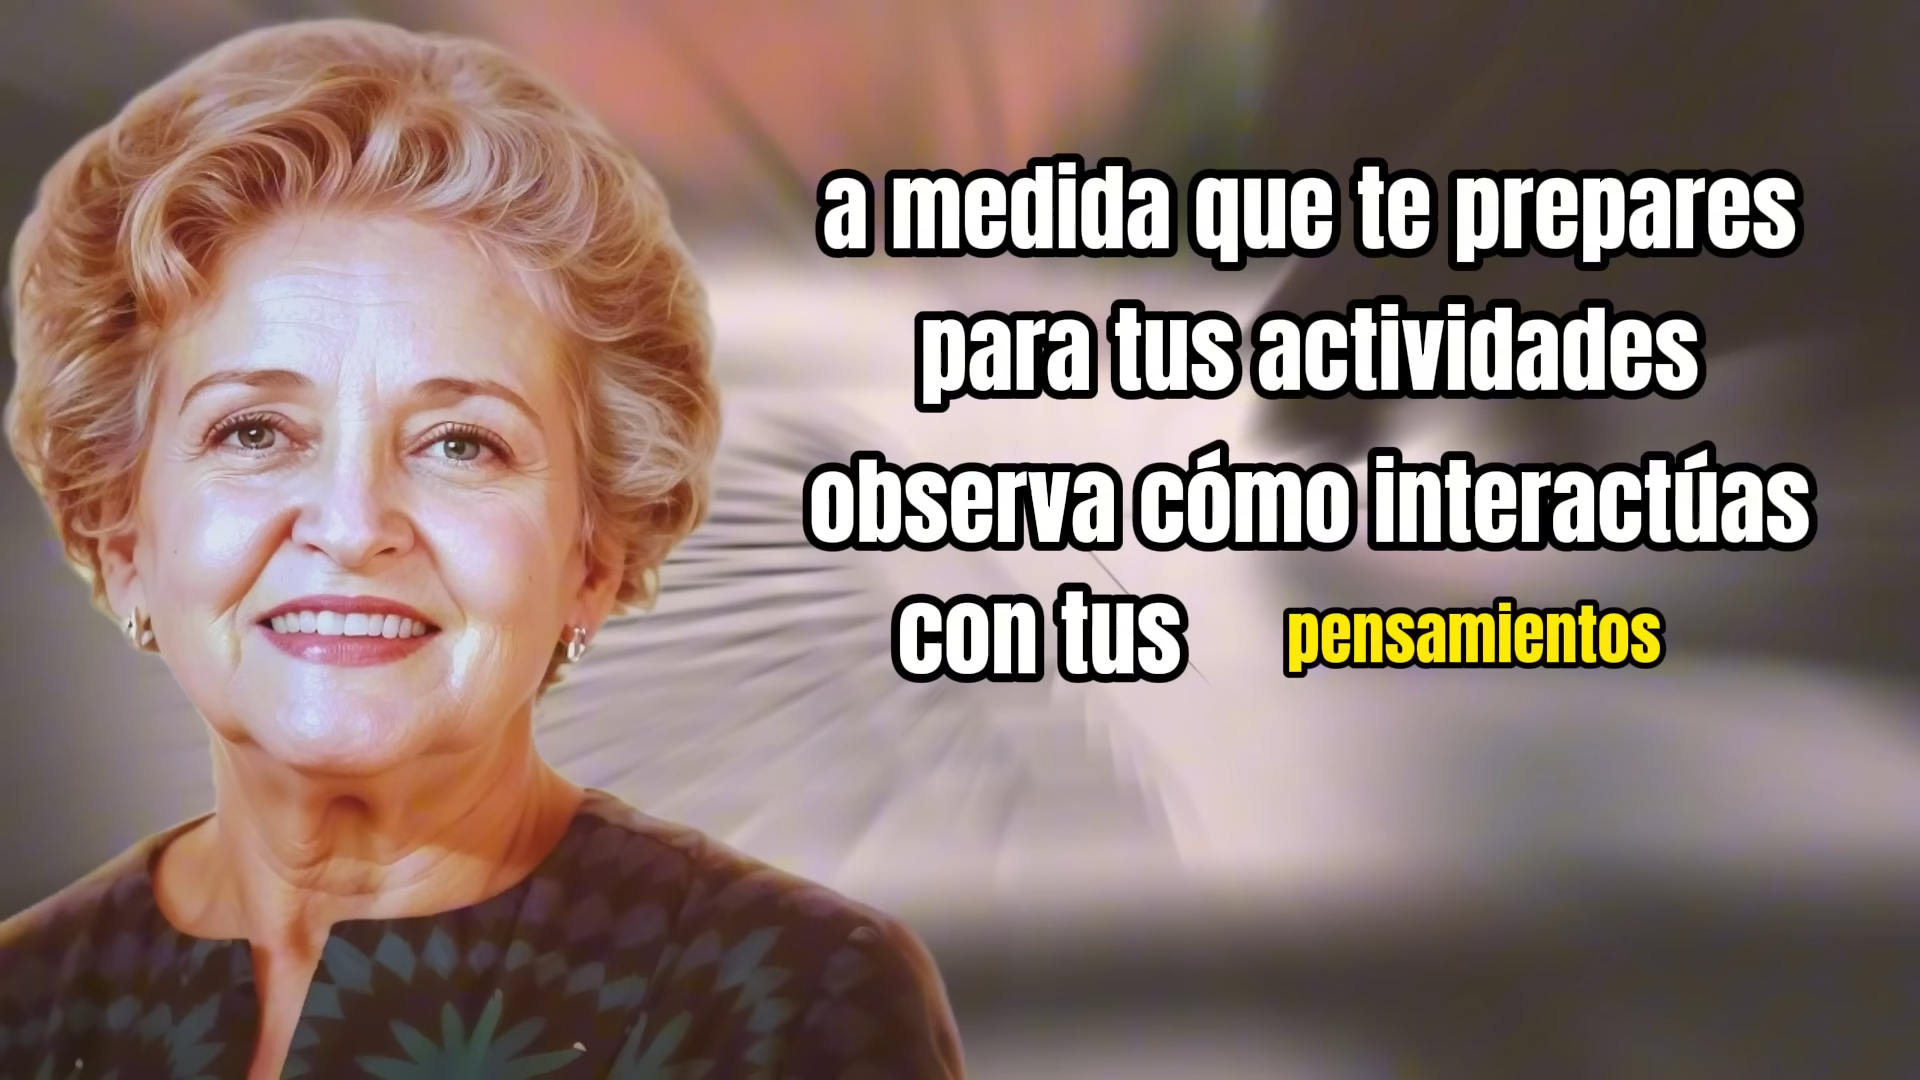 a medida que te prepares
para tus actividades
observa cómo interactúas
con tus pensamientos